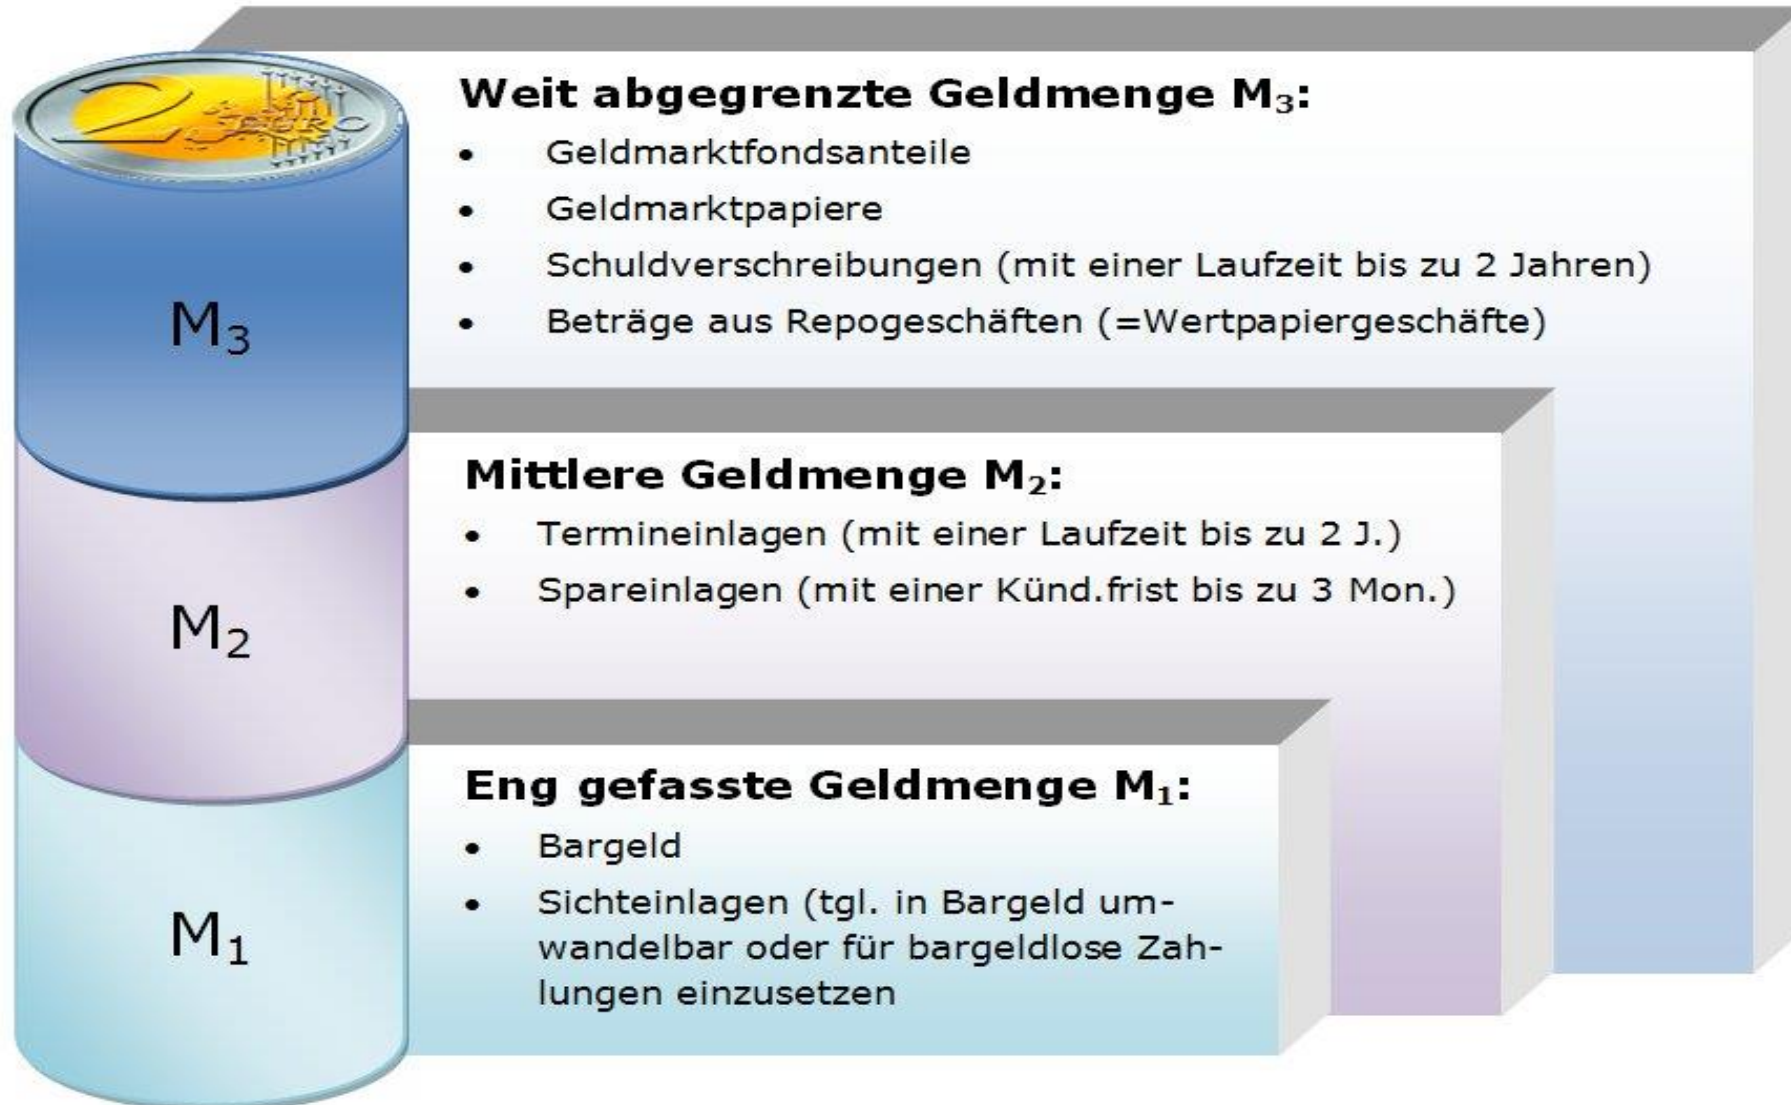 2 EURO
Weit abgegrenzte Geldmenge M₃:
• Geldmarktfondsanteile
• Geldmarktpapiere
• Schuldverschreibungen (mit einer Laufzeit bis zu 2 Jahren)
• Beträge aus Repogeschäften (=Wertpapiergeschäfte)
M₃
Mittlere Geldmenge M₂:
• Termineinlagen (mit einer Laufzeit bis zu 2 J.)
• Spareinlagen (mit einer Künd.frist bis zu 3 Mon.)
M₂
Eng gefasste Geldmenge M₁:
• Bargeld
• Sichteinlagen (tgl. in Bargeld um-
wandelbar oder für bargeldlose Zah-
lungen einzusetzen
M₁